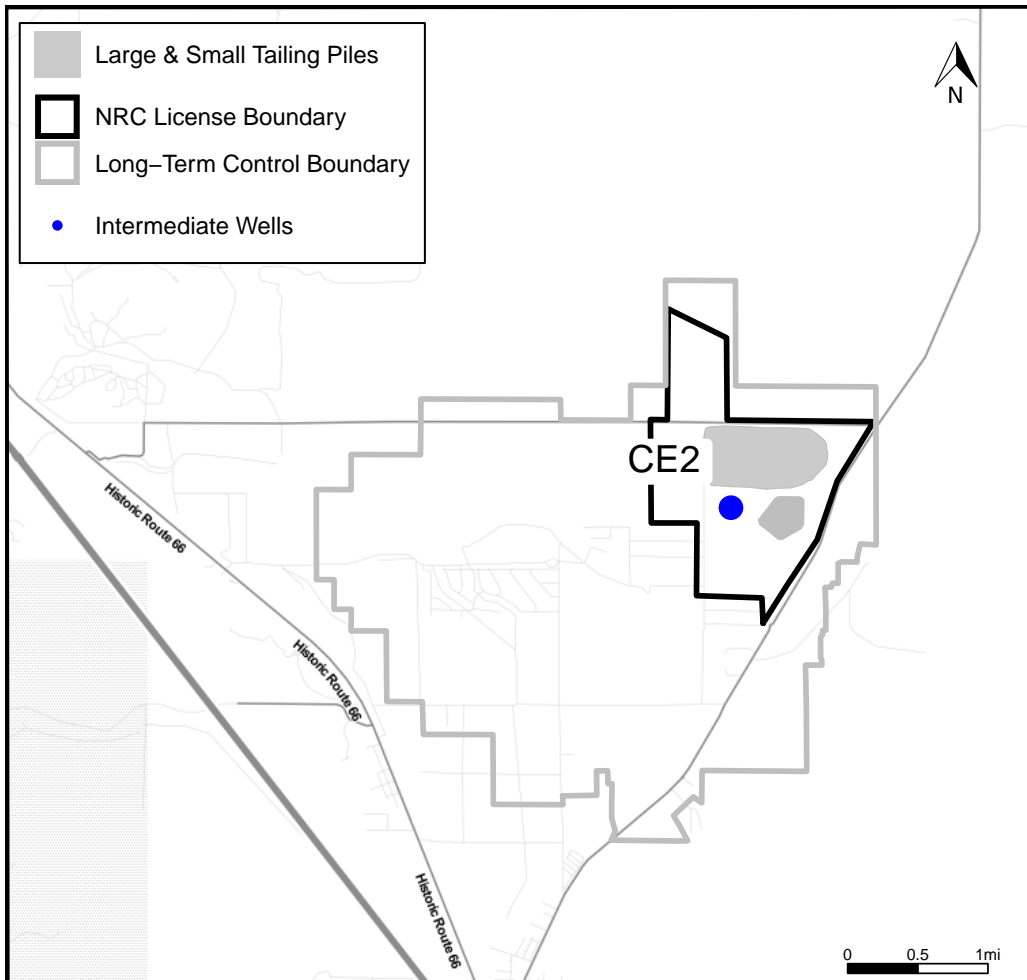 Large & Small Tailing Piles
NRC License Boundary
Long−Term Control Boundary
Intermediate Wells
N
CE2
Historic Route 66
Historic Route 66
Historic Route 66
0 0.5 1mi